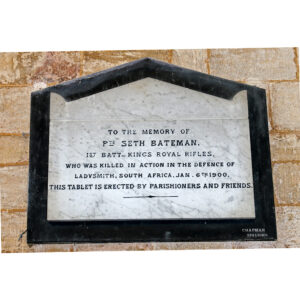 TO THE MEMORY OF
PTE SETH BATEMAN.
1ST BATTN KINGS ROYAL RIFLES,
WHO WAS KILLED IN ACTION IN THE DEFENCE OF
LADYSMITH, SOUTH AFRICA, JAN. 6TH 1900,
THIS TABLET IS ERECTED BY PARISHIONERS AND FRIENDS.
CHAPMAN